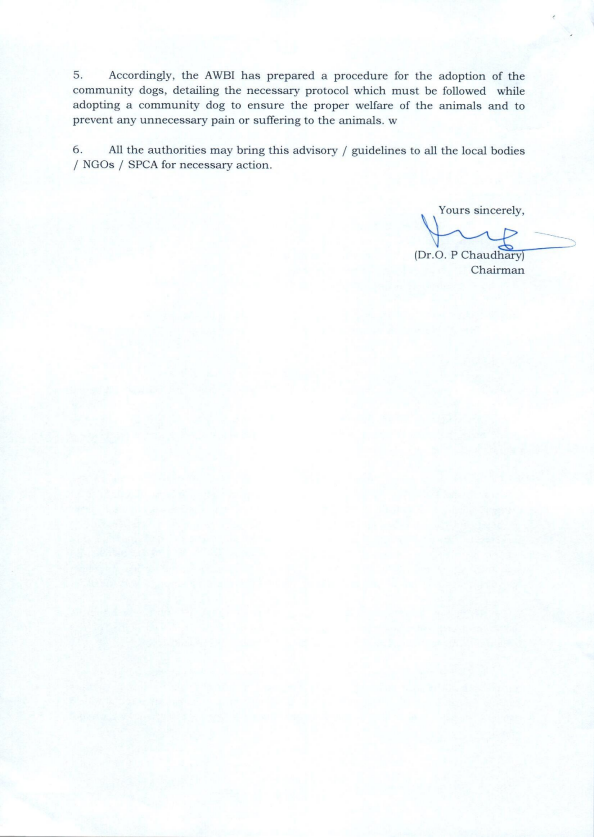 5. Accordingly, the AWBI has prepared a procedure for the adoption of the
community dogs, detailing the necessary protocol which must be followed while
adopting a community dog to ensure the proper welfare of the animals and to
prevent any unnecessary pain or suffering to the animals. w
6. All the authorities may bring this advisory / guidelines to all the local bodies
/ NGOs / SPCA for necessary action.
Yours sincerely,
(Dr.O. P Chaudhary)
Chairman